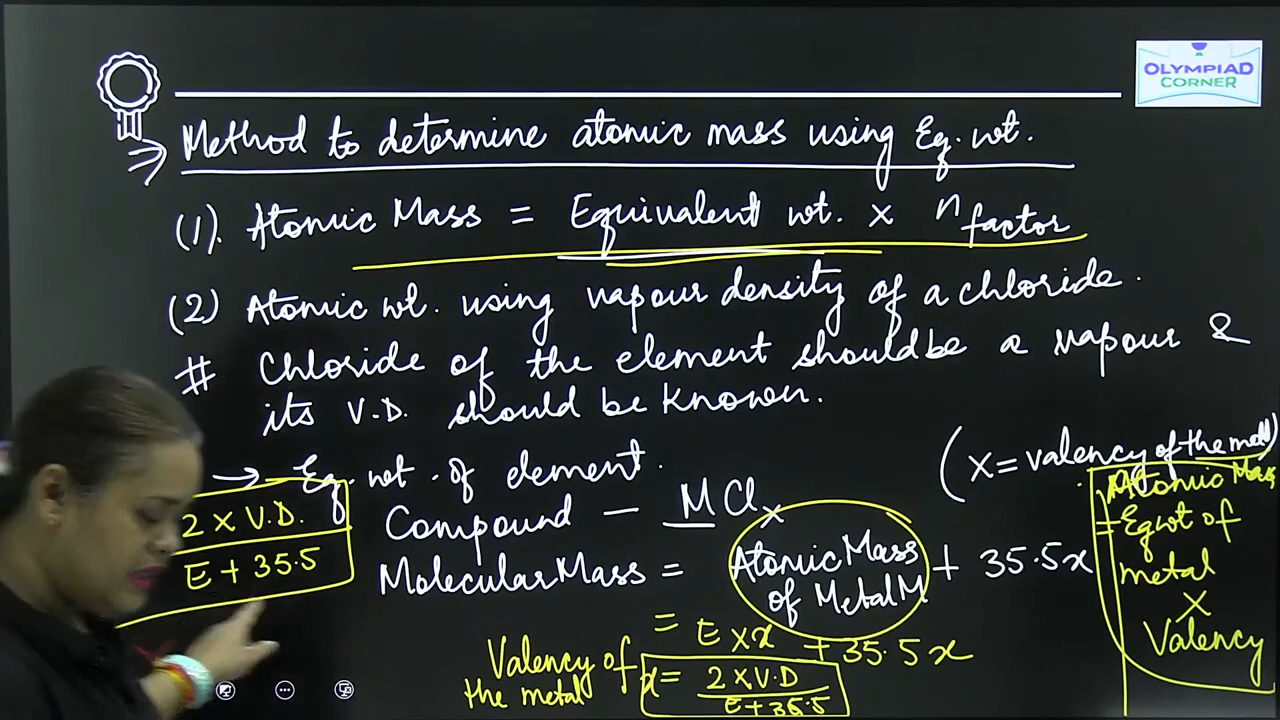 OLYMPIAD
CORNER
⇒ Method to determine atomic mass using Eq. wt.
(1). Atomic Mass = Equivalent wt. × n factor
(2) Atomic wt. using vapour density of a chloride.
# Chloride of the element should be a vapour &
its V.D. should be known.
→ Eq. wt. of element.
(x = valency of the metal)
Compound — MClx
Molecular Mass = Atomic Mass of Metal M + 35.5x
= E × x + 35.5x
Valency of the metal x = 2 × V.D / E + 35.5
2 × V.D.
E + 35.5
Atomic Mass
= Eq wt of
metal
×
Valency